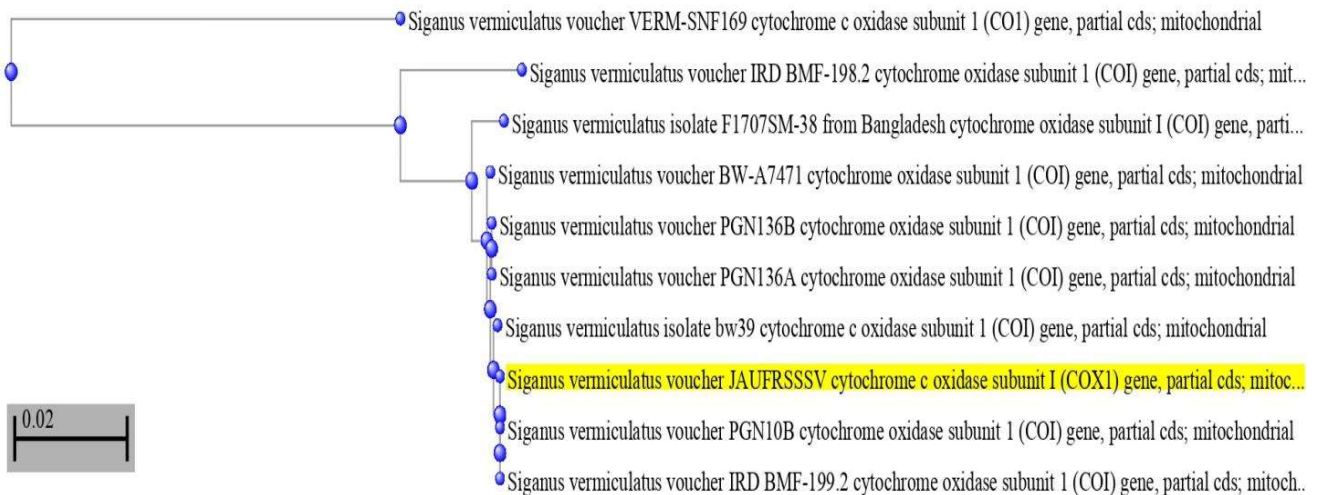 Siganus vermiculatus voucher VERM-SNF169 cytochrome c oxidase subunit 1 (CO1) gene, partial cds; mitochondrial
Siganus vermiculatus voucher IRD BMF-198.2 cytochrome oxidase subunit 1 (COI) gene, partial cds; mit...
Siganus vermiculatus isolate F1707SM-38 from Bangladesh cytochrome oxidase subunit I (COI) gene, parti...
Siganus vermiculatus voucher BW-A7471 cytochrome oxidase subunit 1 (COI) gene, partial cds; mitochondrial
Siganus vermiculatus voucher PGN136B cytochrome oxidase subunit 1 (COI) gene, partial cds; mitochondrial
Siganus vermiculatus voucher PGN136A cytochrome oxidase subunit 1 (COI) gene, partial cds; mitochondrial
Siganus vermiculatus isolate bw39 cytochrome c oxidase subunit 1 (COI) gene, partial cds; mitochondrial
Siganus vermiculatus voucher JAUFRSSSV cytochrome c oxidase subunit I (COX1) gene, partial cds; mitoc...
Siganus vermiculatus voucher PGN10B cytochrome oxidase subunit 1 (COI) gene, partial cds; mitochondrial
Siganus vermiculatus voucher IRD BMF-199.2 cytochrome oxidase subunit 1 (COI) gene, partial cds; mitoch..
0.02